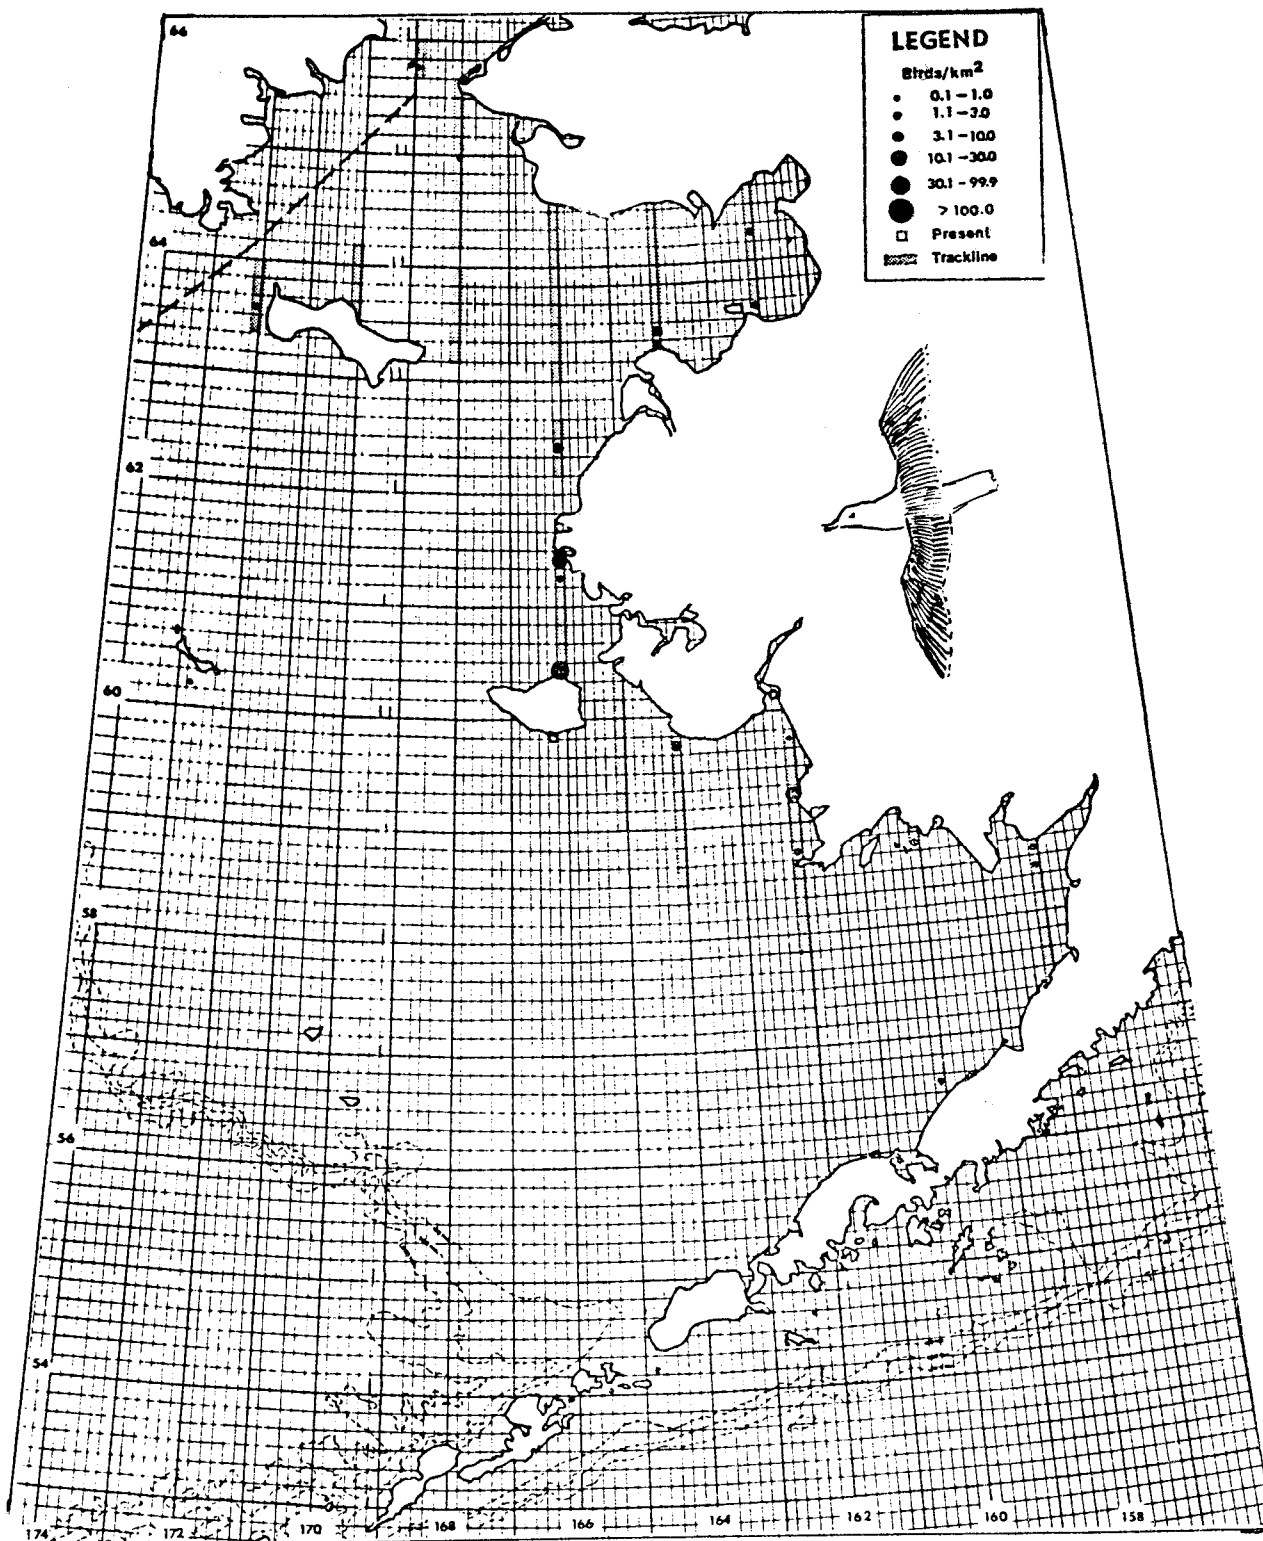 66
LEGEND
Birds/km²
0.1 – 1.0
1.1 – 3.0
3.1 – 10.0
10.1 – 30.0
30.1 – 99.9
> 100.0
Present
Trackline
64
62
60
58
56
54
174 172 170 168 166 164 162 160 158